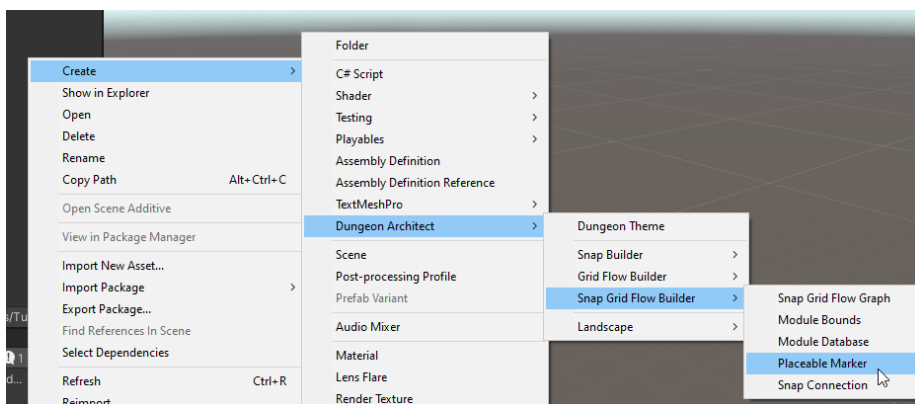 Create
Show in Explorer
Open
Delete
Rename
Copy Path Alt+Ctrl+C
Open Scene Additive
View in Package Manager
Import New Asset...
Import Package
Export Package...
Find References In Scene
Select Dependencies
Refresh Ctrl+R
Reimport
Folder
C# Script
Shader
Testing
Playables
Assembly Definition
Assembly Definition Reference
TextMeshPro
Dungeon Architect
Scene
Post-processing Profile
Prefab Variant
Audio Mixer
Material
Lens Flare
Render Texture
Dungeon Theme
Snap Builder
Grid Flow Builder
Snap Grid Flow Builder
Landscape
Snap Grid Flow Graph
Module Bounds
Module Database
Placeable Marker
Snap Connection
s/Tu
1
d...